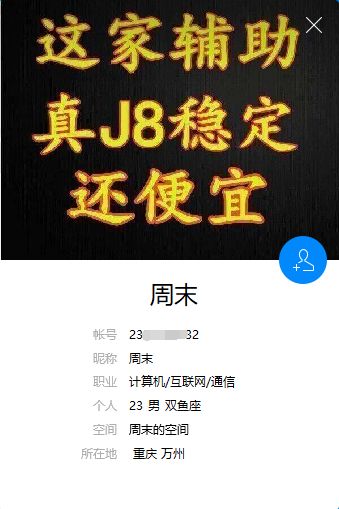 这家辅助
真J8稳定
还便宜
周末
帐号 23 32
昵称 周末
职业 计算机/互联网/通信
个人 23 男 双鱼座
空间 周末的空间
所在地 重庆 万州